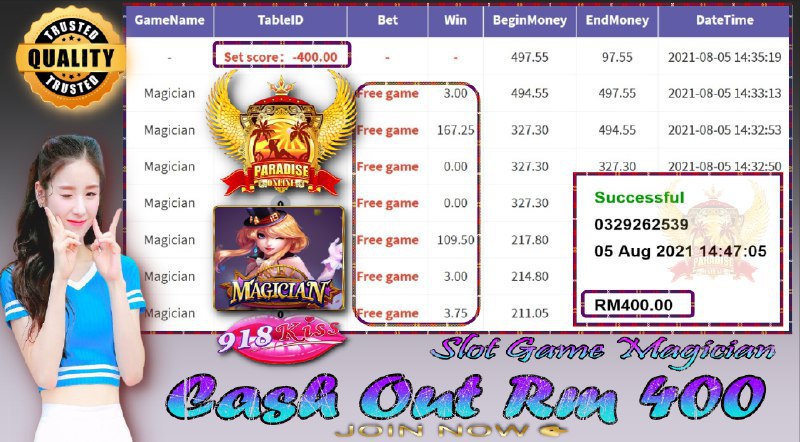 TRUSTED
QUALITY
TRUSTED
GameName TableID Bet Win BeginMoney EndMoney DateTime
- Set score: -400.00 - - 497.55 97.55 2021-08-05 14:35:19
Magician Free game 3.00 494.55 497.55 2021-08-05 14:33:13
Magician Free game 167.25 327.30 494.55 2021-08-05 14:32:53
Magician Free game 0.00 327.30 327.30 2021-08-05 14:32:50
Magician 0 Free game 0.00 327.30
Magician Free game 109.50 217.80
Magician Free game 3.00 214.80
Magician Free game 3.75 211.05
PARADISE
ONLINE
MAGICIAN
918Kiss
Successful
0329262539
05 Aug 2021 14:47:05
RM400.00
Slot Game Magician
Cash Out Rm 400
JOIN NOW